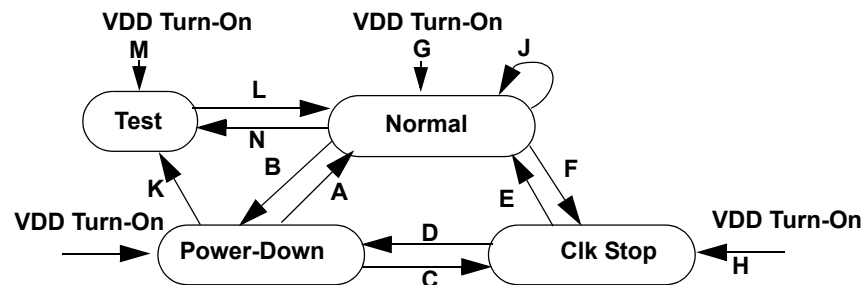 VDD Turn-On
VDD Turn-On
M
G
J
L
Test
Normal
N
B
F
K
A
E
VDD Turn-On
VDD Turn-On
D
Power-Down
Clk Stop
H
C